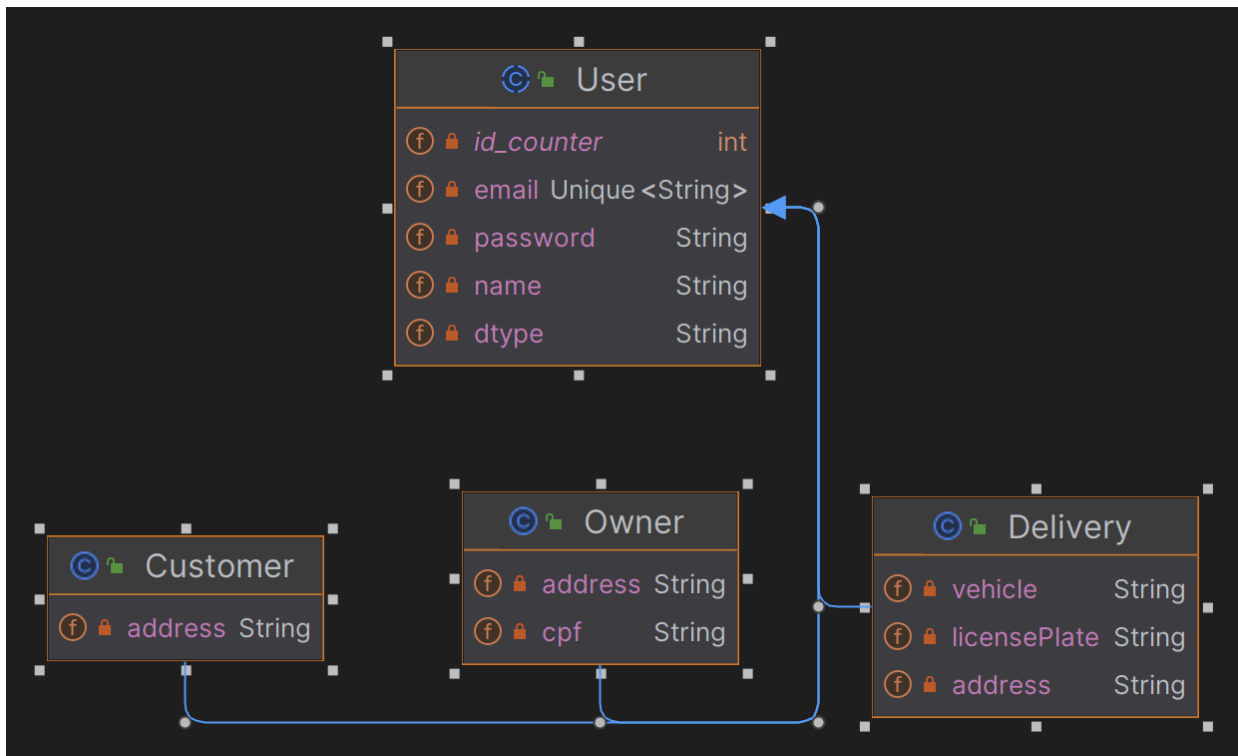 User
id_counter int
email Unique<String>
password String
name String
dtype String
Customer
address String
Owner
address String
cpf String
Delivery
vehicle String
licensePlate String
address String